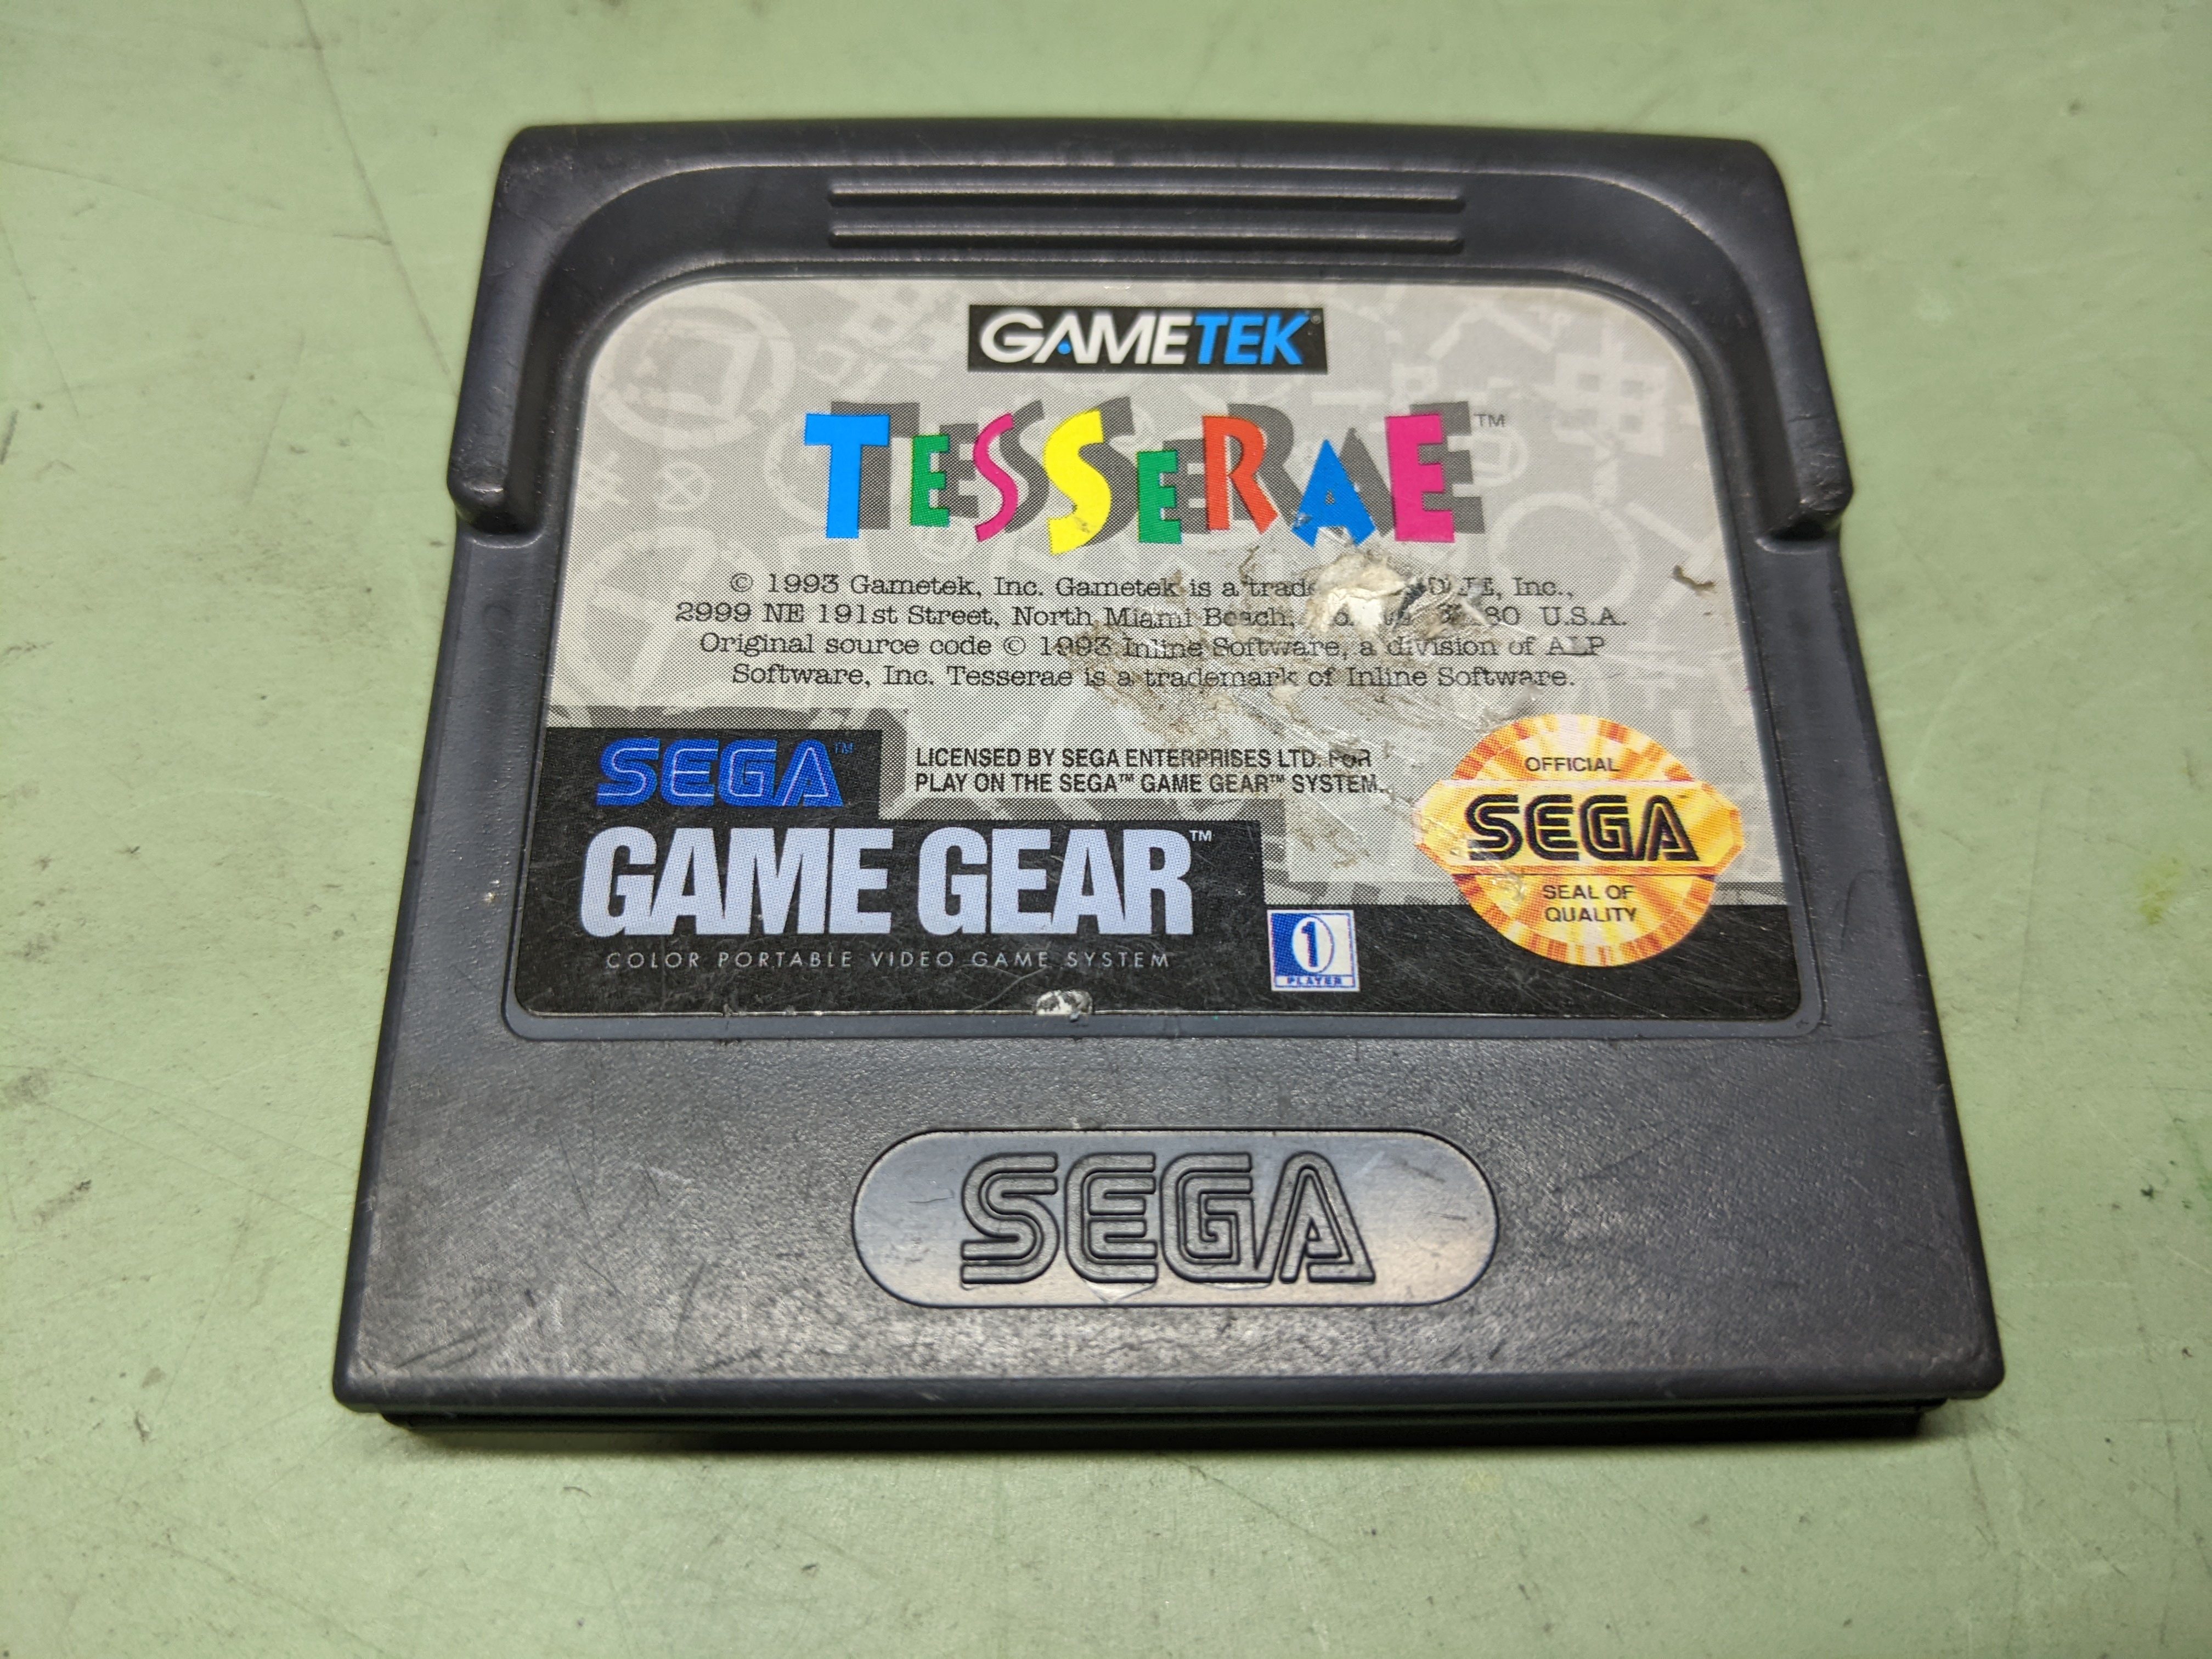 GAMETEK®
TESSERAE™
© 1993 Gametek, Inc. Gametek is a Inc.,
2999 NE 191st Street, North Miami Beach, U.S.A.
Original source code © 1993 Inline Software, a division of ALP
Software, Inc. Tesserae is a trademark of Inline Software.
SEGA™
LICENSED BY SEGA ENTERPRISES LTD. FOR
PLAY ON THE SEGA™ GAME GEAR™ SYSTEM.
GAME GEAR™
COLOR PORTABLE VIDEO GAME SYSTEM
1
PLAYER
OFFICIAL
SEGA
SEAL OF
QUALITY
SEGA